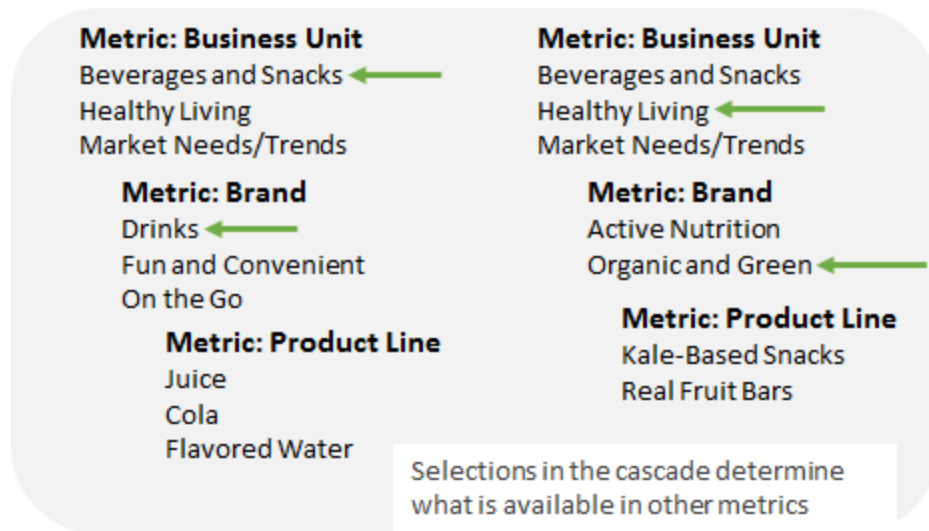 Metric: Business Unit
Beverages and Snacks
Healthy Living
Market Needs/Trends
Metric: Brand
Drinks
Fun and Convenient
On the Go
Metric: Product Line
Juice
Cola
Flavored Water
Metric: Business Unit
Beverages and Snacks
Healthy Living
Market Needs/Trends
Metric: Brand
Active Nutrition
Organic and Green
Metric: Product Line
Kale-Based Snacks
Real Fruit Bars
Selections in the cascade determine
what is available in other metrics